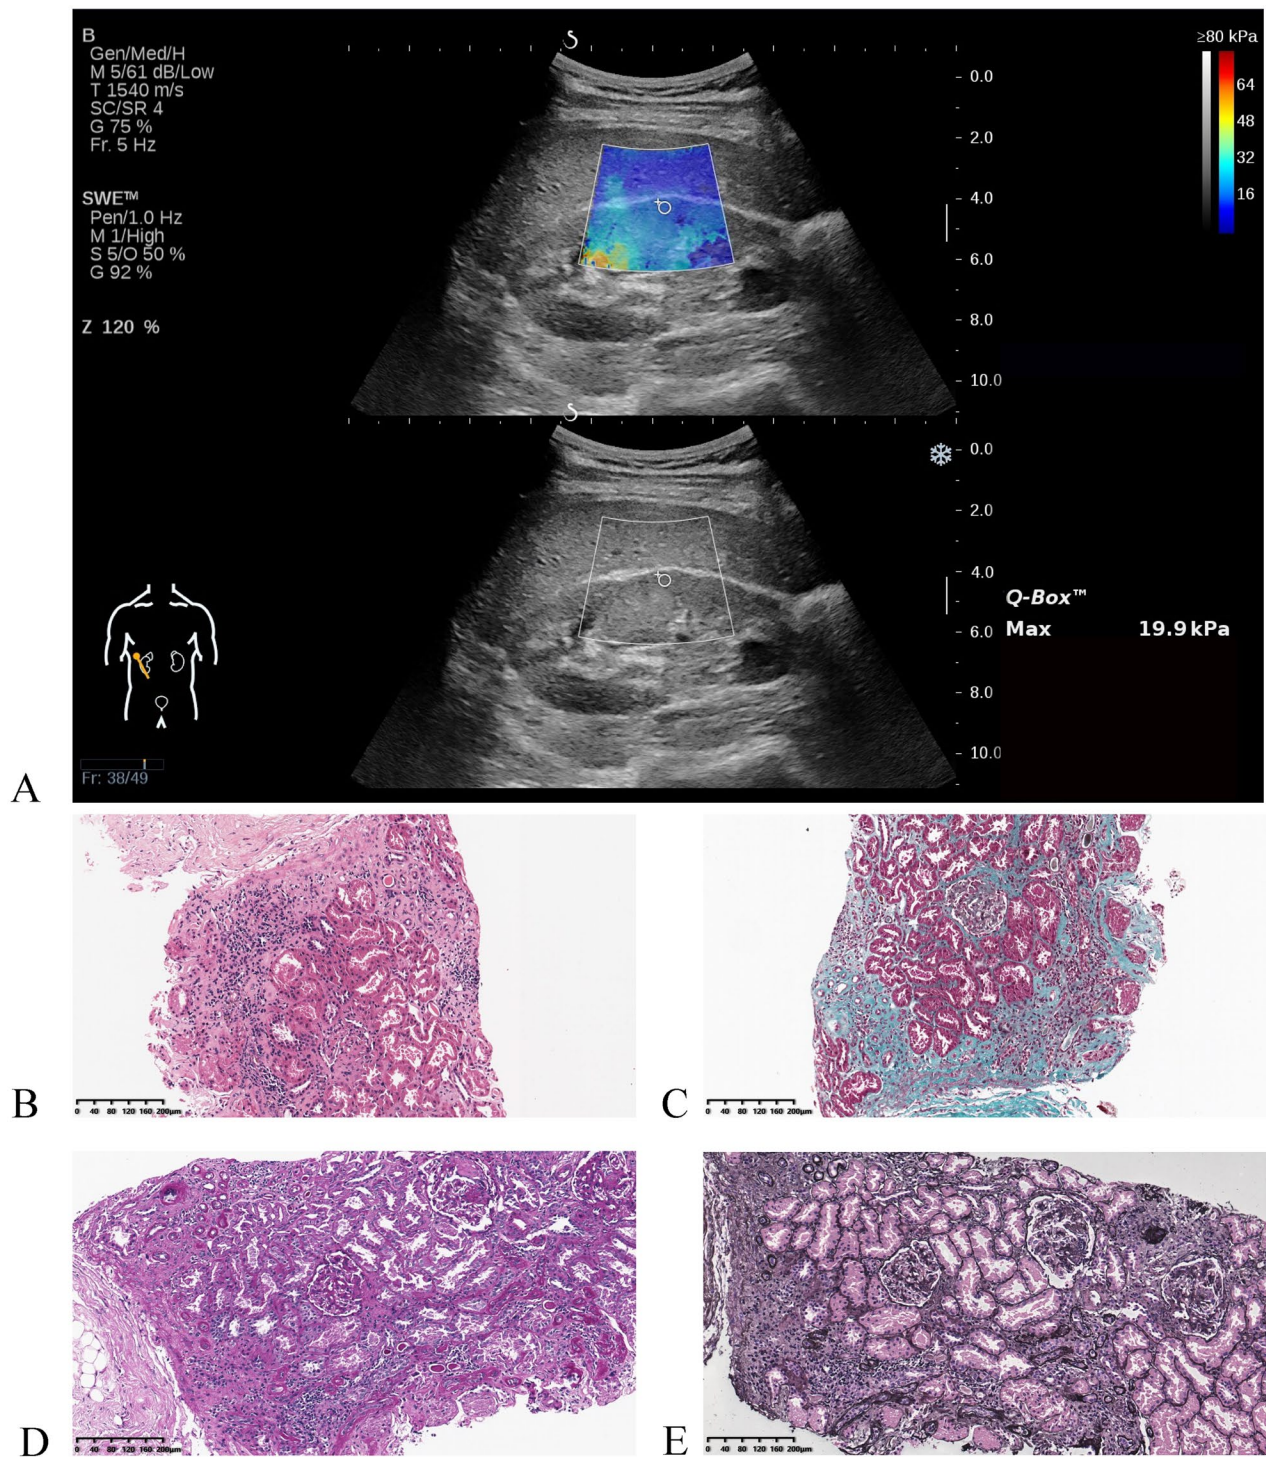 B
Gen/Med/H
M 5/61 dB/Low
T 1540 m/s
SC/SR 4
G 75 %
Fr. 5 Hz
SWE™
Pen/1.0 Hz
M 1/High
S 5/O 50 %
G 92 %
Z 120 %
≥80 kPa
64
48
32
16
0.0
2.0
4.0
6.0
8.0
10.0
0.0
2.0
4.0
6.0
8.0
10.0
Q-Box™
Max 19.9 kPa
Fr: 38/49
A
B
0 40 80 120 160 200μm
C
0 40 80 120 160 200μm
D
0 40 80 120 160 200μm
E
0 40 80 120 160 200μm